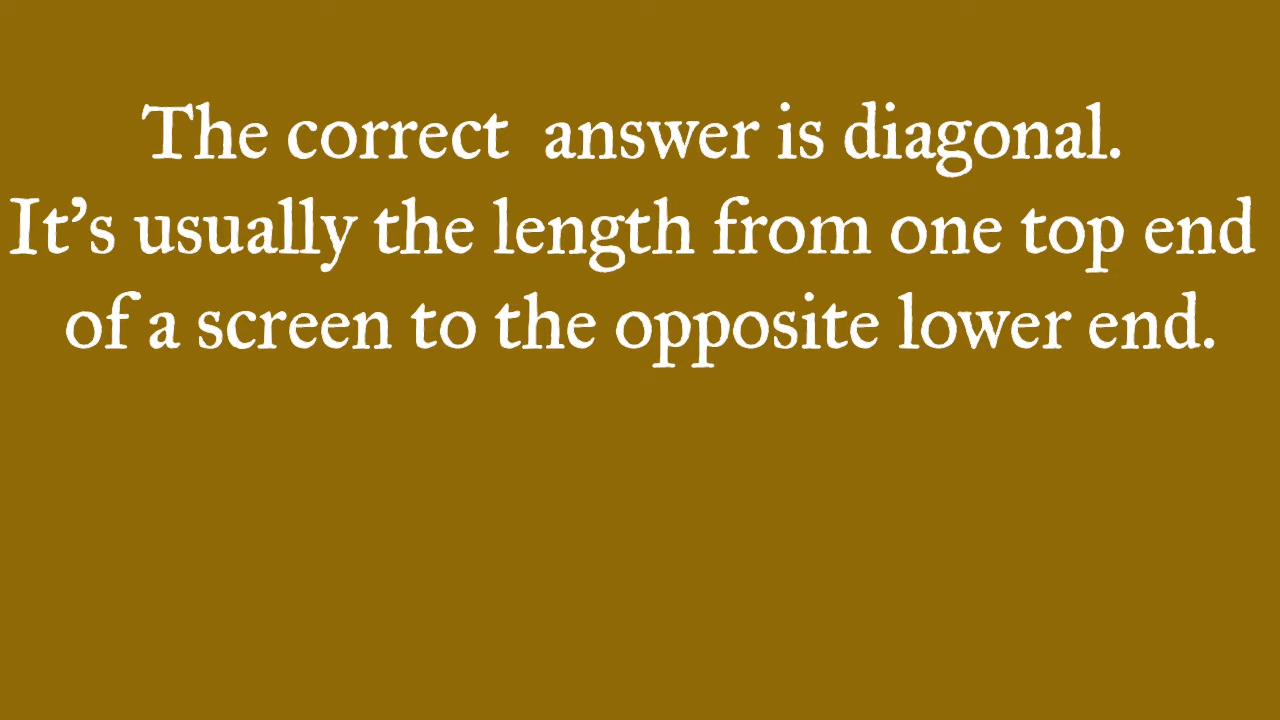 The correct  answer is diagonal.
It’s usually the length from one top end
of a screen to the opposite lower end.